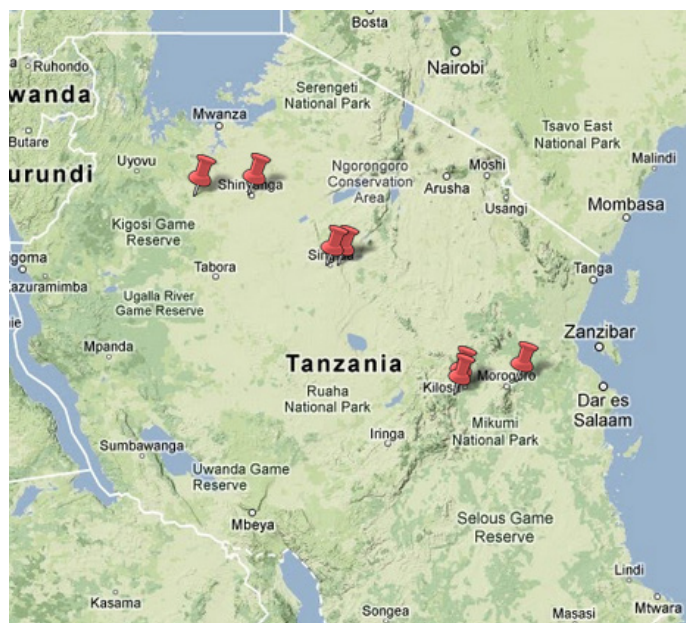 Bosta
Nairobi
Ruhondo
wanda
Serengeti
National Park
Mwanza
Butare
Tsavo East
National Park
Malindi
Uyovu
urundi
Ngorongoro
Conservation
Area
Moshi
Arusha
Shinyanga
Usangi
Mombasa
Kigosi Game
Reserve
goma
Tabora
Tanga
Kazuramimba
Ugalla River
Game Reserve
Zanzibar
Mpanda
Tanzania
Ruaha
National Park
Kilosa
Morogoro
Dar es
Salaam
Mikumi
National Park
Iringa
Sumbawanga
Uwanda Game
Reserve
Mbeya
Selous Game
Reserve
Lindi
Kasama
Songea
Masasi
Mtwara